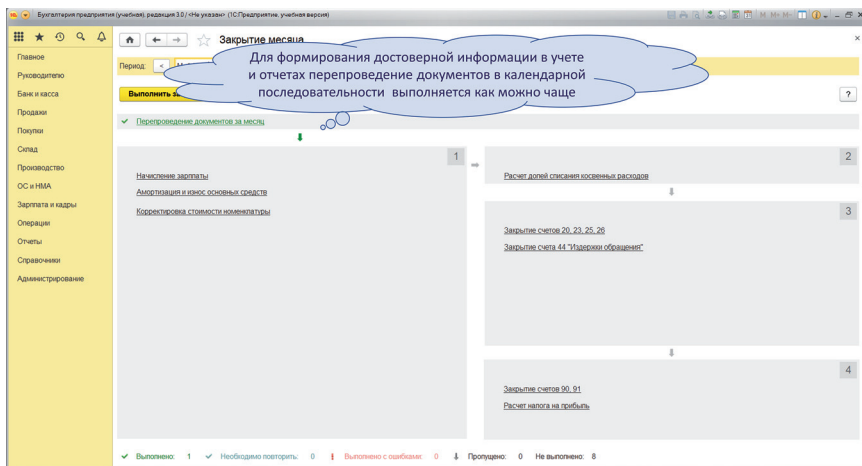 Бухгалтерия предприятия (учебная), редакция 3.0 / <Не указан> (1С:Предприятие, учебная версия)
M M+ M-
Главное
Руководителю
Банк и касса
Продажи
Покупки
Склад
Производство
ОС и НМА
Зарплата и кадры
Операции
Отчеты
Справочники
Администрирование
Закрытие месяца
Период:
Для формирования достоверной информации в учете
и отчетах перепроведение документов в календарной
последовательности выполняется как можно чаще
Выполнить
?
Перепроведение документов за месяц
1
Начисление зарплаты
Амортизация и износ основных средств
Корректировка стоимости номенклатуры
2
Расчет долей списания косвенных расходов
3
Закрытие счетов 20, 23, 25, 26
Закрытие счета 44 "Издержки обращения"
4
Закрытие счетов 90, 91
Расчет налога на прибыль
Выполнено: 1 Необходимо повторить: 0 Выполнено с ошибками: 0 Пропущено: 0 Не выполнено: 8